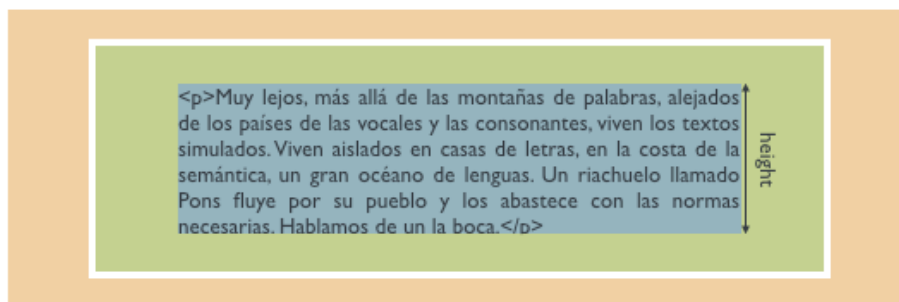 <p>Muy lejos, más allá de las montañas de palabras, alejados
de los países de las vocales y las consonantes, viven los textos
simulados. Viven aislados en casas de letras, en la costa de la
semántica, un gran océano de lenguas. Un riachuelo llamado
Pons fluye por su pueblo y los abastece con las normas
necesarias. Hablamos de un la boca.</p>
height